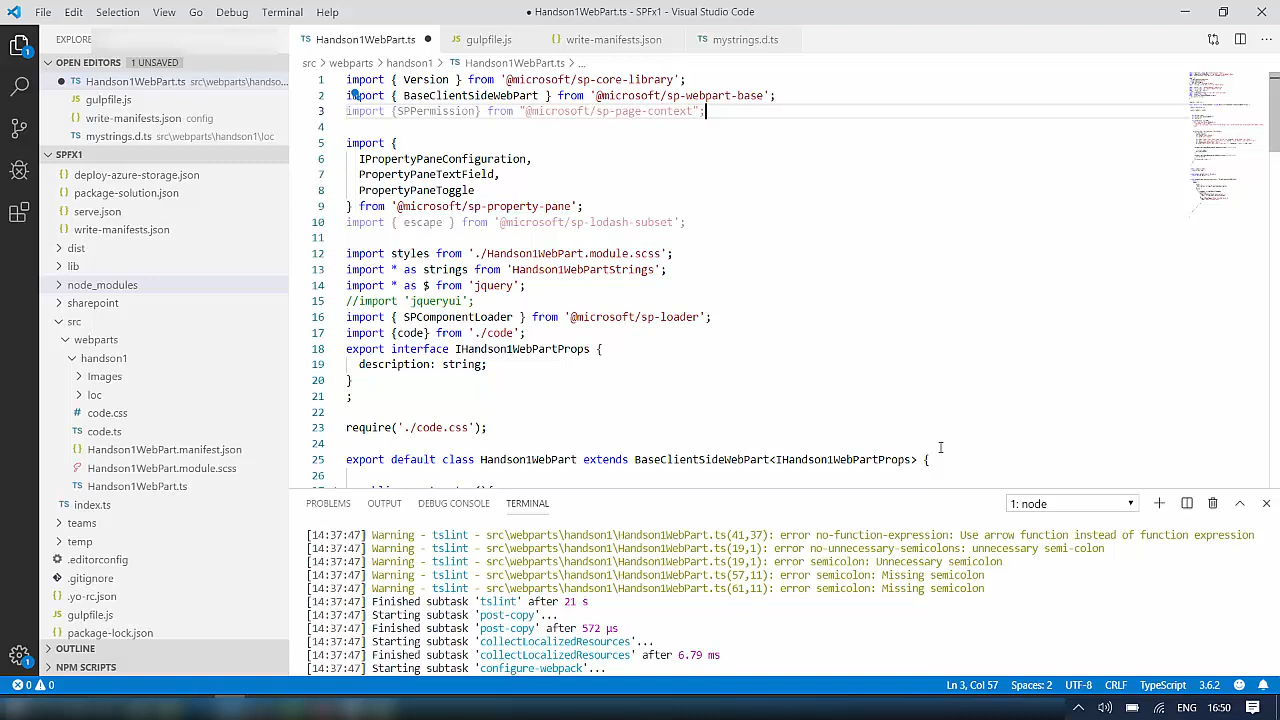 File Edit Selection View Go Debug Terminal Help
● Handson1WebPart.ts - SPFx1 - Visual Studio Code
EXPLORE
Handson1WebPart.ts ●
gulpfile.js
{ } write-manifests.json
mystrings.d.ts
src > webparts > handson1 > Handson1WebPart.ts > ...
OPEN EDITORS 1 UNSAVED
● Handson1WebPart.ts src\webparts\handso...
gulpfile.js
{ } write-manifests.json config
mystrings.d.ts src\webparts\handson1\loc
SPFX1
{ } deploy-azure-storage.json
{ } package-solution.json
{ } serve.json
{ } write-manifests.json
dist
lib
node_modules
sharepoint
src
webparts
handson1
Images
loc
# code.css
code.ts
{ } Handson1WebPart.manifest.json
Handson1WebPart.module.scss
Handson1WebPart.ts
index.ts
teams
temp
.editorconfig
.gitignore
{ } .yo-rc.json
gulpfile.js
{ } package-lock.json
OUTLINE
NPM SCRIPTS
1 import { Version } from '@microsoft/sp-core-library';
2 import { BaseClientSideWebPart } from '@microsoft/sp-webpart-base';
3 import {SPPermission} from "@microsoft/sp-page-context";
4
5 import {
6 IPropertyPaneConfiguration,
7 PropertyPaneTextField,
8 PropertyPaneToggle
9 } from '@microsoft/sp-property-pane';
10 import { escape } from '@microsoft/sp-lodash-subset';
11
12 import styles from './Handson1WebPart.module.scss';
13 import * as strings from 'Handson1WebPartStrings';
14 import * as $ from 'jquery';
15 //import 'jqueryui';
16 import { SPComponentLoader } from '@microsoft/sp-loader';
17 import {code} from './code';
18 export interface IHandson1WebPartProps {
19 description: string;
20 }
21 ;
22
23 require('./code.css');
24
25 export default class Handson1WebPart extends BaseClientSideWebPart<IHandson1WebPartProps> {
26
PROBLEMS OUTPUT DEBUG CONSOLE TERMINAL
1: node
[14:37:47] Warning - tslint - src\webparts\handson1\Handson1WebPart.ts(41,37): error no-function-expression: Use arrow function instead of function expression
[14:37:47] Warning - tslint - src\webparts\handson1\Handson1WebPart.ts(19,1): error no-unnecessary-semicolons: unnecessary semi-colon
[14:37:47] Warning - tslint - src\webparts\handson1\Handson1WebPart.ts(19,1): error semicolon: Unnecessary semicolon
[14:37:47] Warning - tslint - src\webparts\handson1\Handson1WebPart.ts(57,11): error semicolon: Missing semicolon
[14:37:47] Warning - tslint - src\webparts\handson1\Handson1WebPart.ts(61,11): error semicolon: Missing semicolon
[14:37:47] Finished subtask 'tslint' after 21 s
[14:37:47] Starting subtask 'post-copy'...
[14:37:47] Finished subtask 'post-copy' after 572 μs
[14:37:47] Starting subtask 'collectLocalizedResources'...
[14:37:47] Finished subtask 'collectLocalizedResources' after 6.79 ms
[14:37:47] Starting subtask 'configure-webpack'...
0 0
Ln 3, Col 57 Spaces: 2 UTF-8 CRLF TypeScript 3.6.2
ENG 16:50